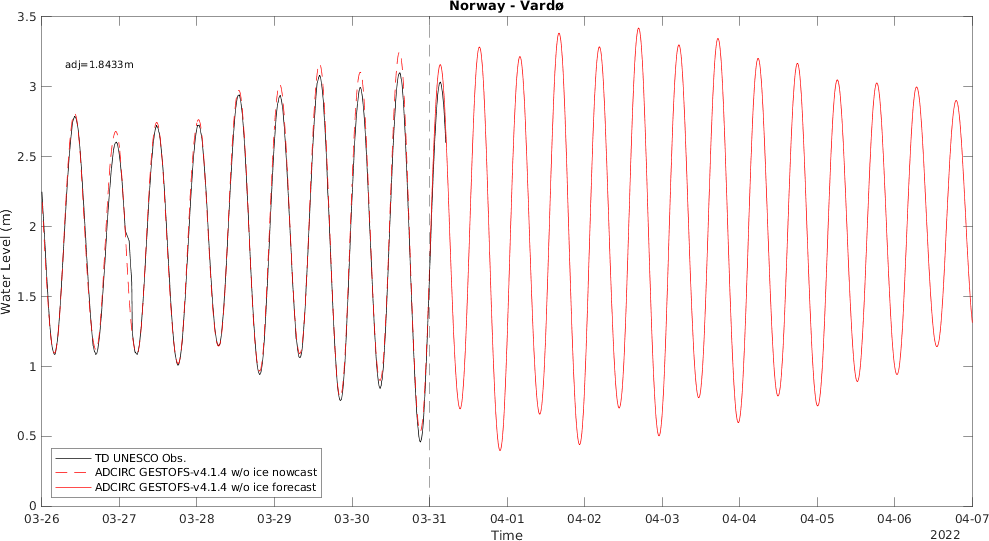 Norway - Vardø
3.5
3
2.5
2
1.5
1
0.5
0
Water Level (m)
adj=1.8433m
TD UNESCO Obs.
ADCIRC GESTOFS-v4.1.4 w/o ice nowcast
ADCIRC GESTOFS-v4.1.4 w/o ice forecast
03-26 03-27 03-28 03-29 03-30 03-31 04-01 04-02 04-03 04-04 04-05 04-06 04-07
Time
2022